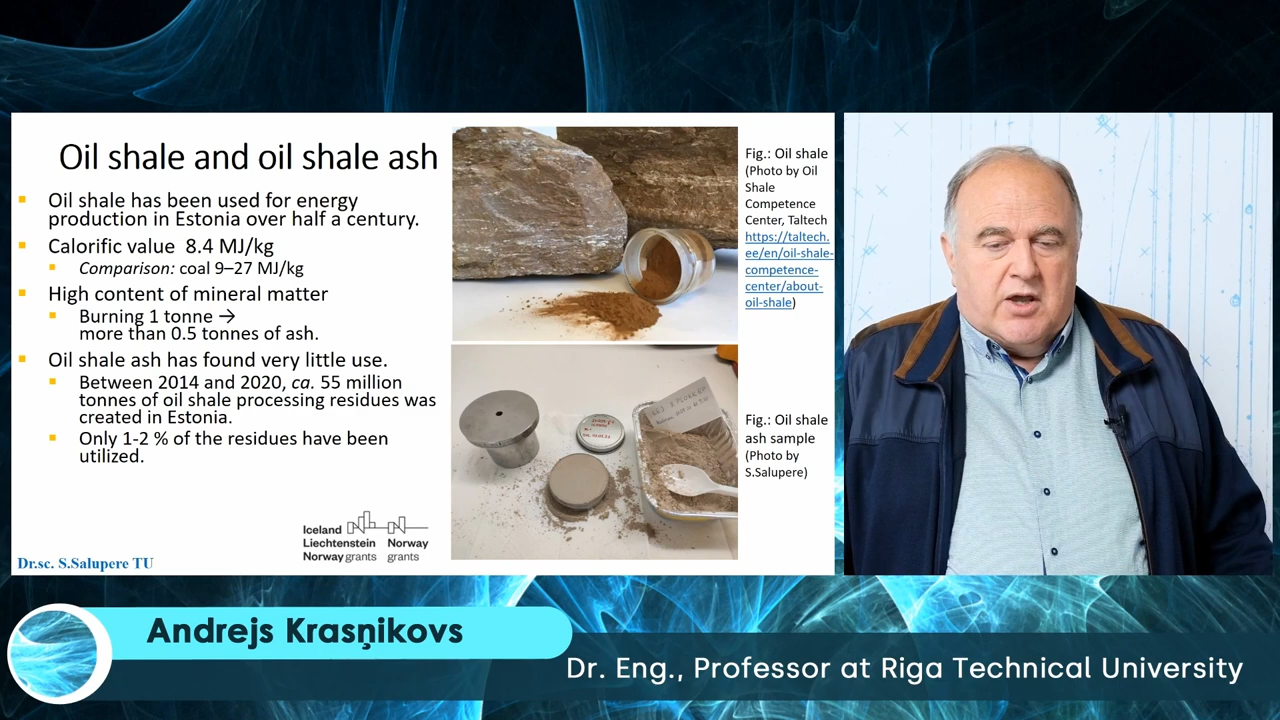 Oil shale and oil shale ash
Oil shale has been used for energy
production in Estonia over half a century.
Calorific value 8.4 MJ/kg
Comparison: coal 9–27 MJ/kg
High content of mineral matter
Burning 1 tonne →
more than 0.5 tonnes of ash.
Oil shale ash has found very little use.
Between 2014 and 2020, ca. 55 million
tonnes of oil shale processing residues was
created in Estonia.
Only 1-2 % of the residues have been
utilized.
Fig.: Oil shale
(Photo by Oil
Shale
Competence
Center, Taltech
https://taltech.
ee/en/oil-shale-
competence-
center/about-
oil-shale)
Fig.: Oil shale
ash sample
(Photo by
S.Salupere)
Iceland
Liechtenstein
Norway grants
Norway
grants
Dr.sc. S.Salupere TU
Andrejs Krasņikovs
Dr. Eng., Professor at Riga Technical University